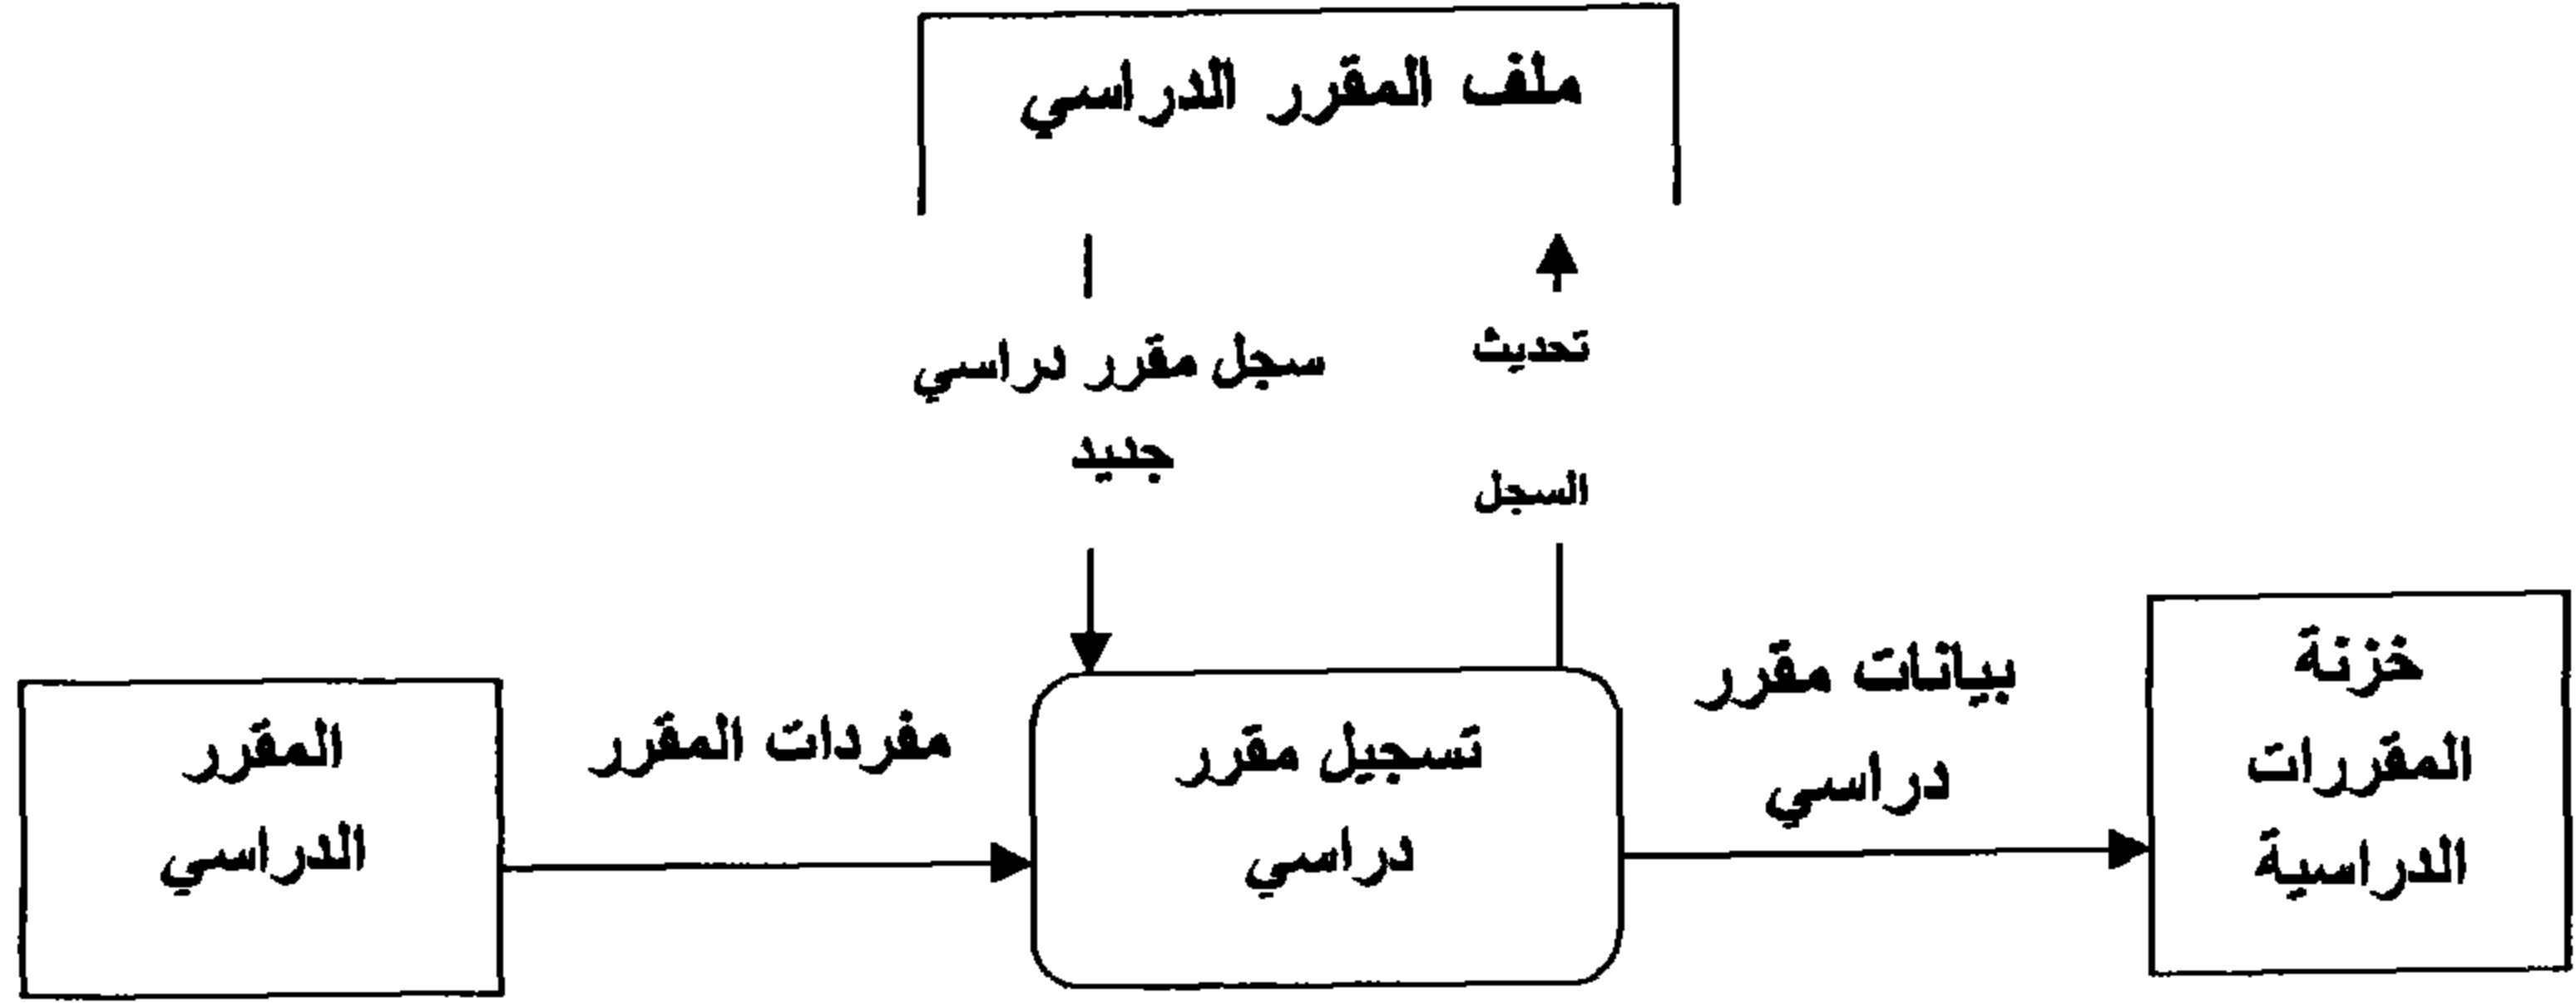 ملف المقرر الدراسي
تحديث
السجل
سجل مقرر دراسي
جديد
خزنة
المقررات
الدراسية
بيانات مقرر
دراسي
تسجيل مقرر
دراسي
مفردات المقرر
المقرر
الدراسي